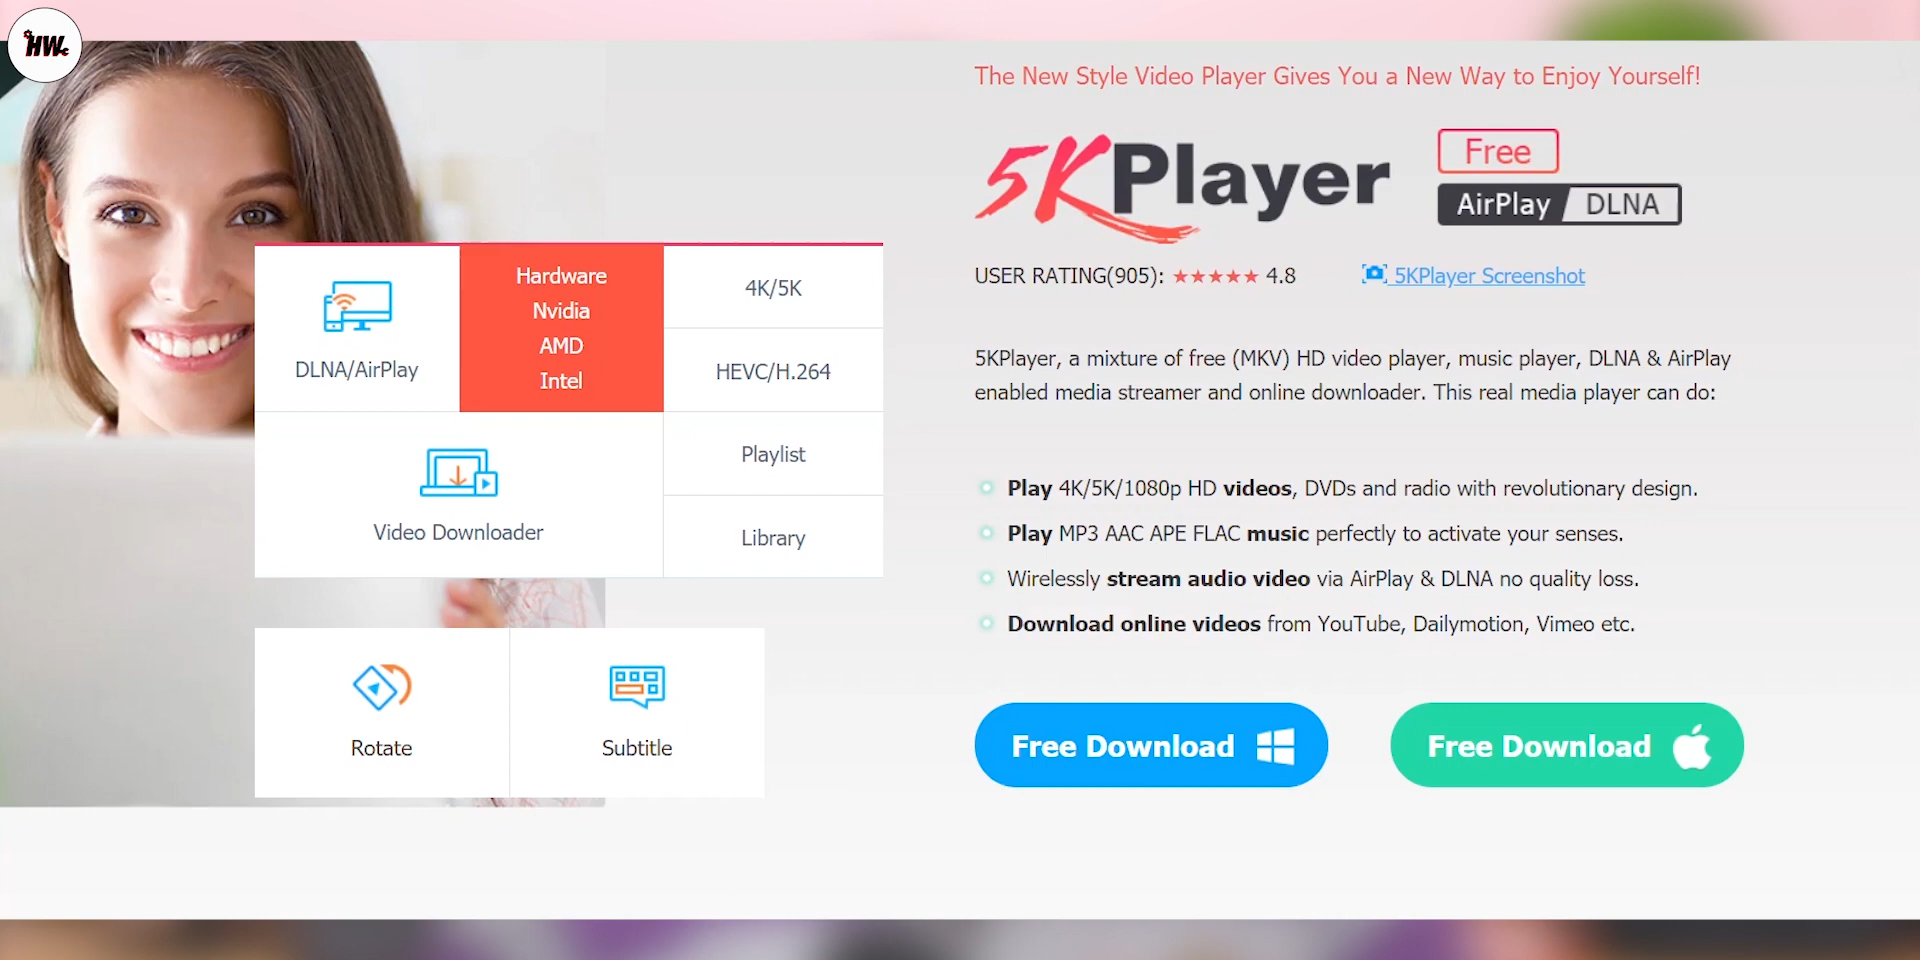 HW
The New Style Video Player Gives You a New Way to Enjoy Yourself!
5KPlayer
Free
AirPlay DLNA
USER RATING(905): ★★★★★ 4.8
5KPlayer Screenshot
5KPlayer, a mixture of free (MKV) HD video player, music player, DLNA & AirPlay
enabled media streamer and online downloader. This real media player can do:
Play 4K/5K/1080p HD videos, DVDs and radio with revolutionary design.
Play MP3 AAC APE FLAC music perfectly to activate your senses.
Wirelessly stream audio video via AirPlay & DLNA no quality loss.
Download online videos from YouTube, Dailymotion, Vimeo etc.
Free Download
Free Download
DLNA/AirPlay
Hardware
Nvidia
AMD
Intel
4K/5K
HEVC/H.264
Video Downloader
Playlist
Library
Rotate
Subtitle